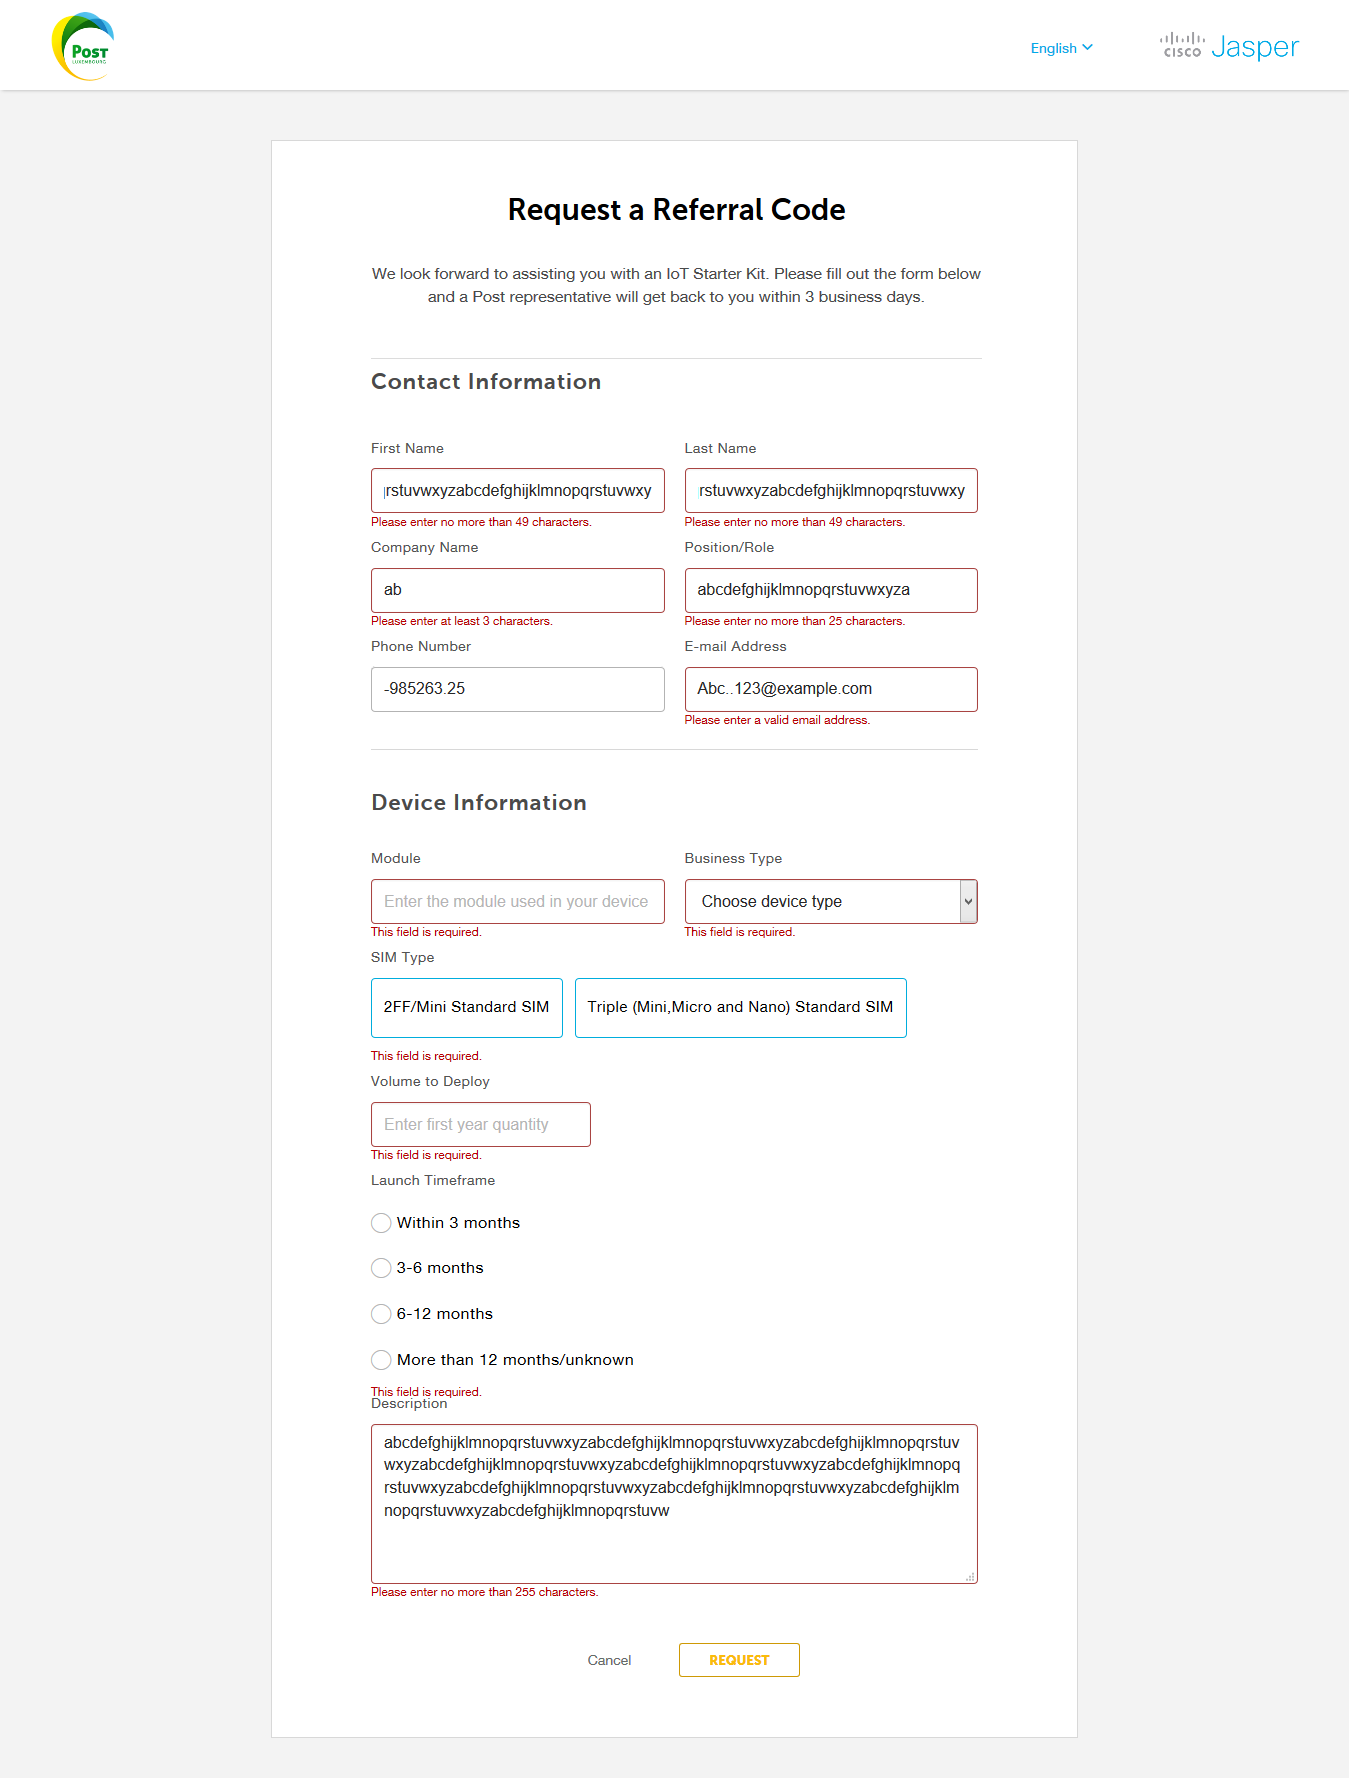 POST
LUXEMBOURG
English
CISCO Jasper
Request a Referral Code
We look forward to assisting you with an IoT Starter Kit. Please fill out the form below
and a Post representative will get back to you within 3 business days.
Contact Information
First Name
Last Name
qrstuvwxyzabcdefghijklmnopqrstuvwxy
rstuvwxyzabcdefghijklmnopqrstuvwxy
Please enter no more than 49 characters.
Please enter no more than 49 characters.
Company Name
Position/Role
ab
abcdefghijklmnopqrstuvwxyza
Please enter at least 3 characters.
Please enter no more than 25 characters.
Phone Number
E-mail Address
-985263.25
Abc..123@example.com
Please enter a valid email address.
Device Information
Module
Business Type
Enter the module used in your device
Choose device type
This field is required.
This field is required.
SIM Type
2FF/Mini Standard SIM
Triple (Mini,Micro and Nano) Standard SIM
This field is required.
Volume to Deploy
Enter first year quantity
This field is required.
Launch Timeframe
Within 3 months
3-6 months
6-12 months
More than 12 months/unknown
This field is required.
Description
abcdefghijklmnopqrstuvwxyzabcdefghijklmnopqrstuvwxyzabcdefghijklmnopqrstuv
wxyzabcdefghijklmnopqrstuvwxyzabcdefghijklmnopqrstuvwxyzabcdefghijklmnopq
rstuvwxyzabcdefghijklmnopqrstuvwxyzabcdefghijklmnopqrstuvwxyzabcdefghijklm
nopqrstuvwxyzabcdefghijklmnopqrstuvw
Please enter no more than 255 characters.
Cancel
REQUEST